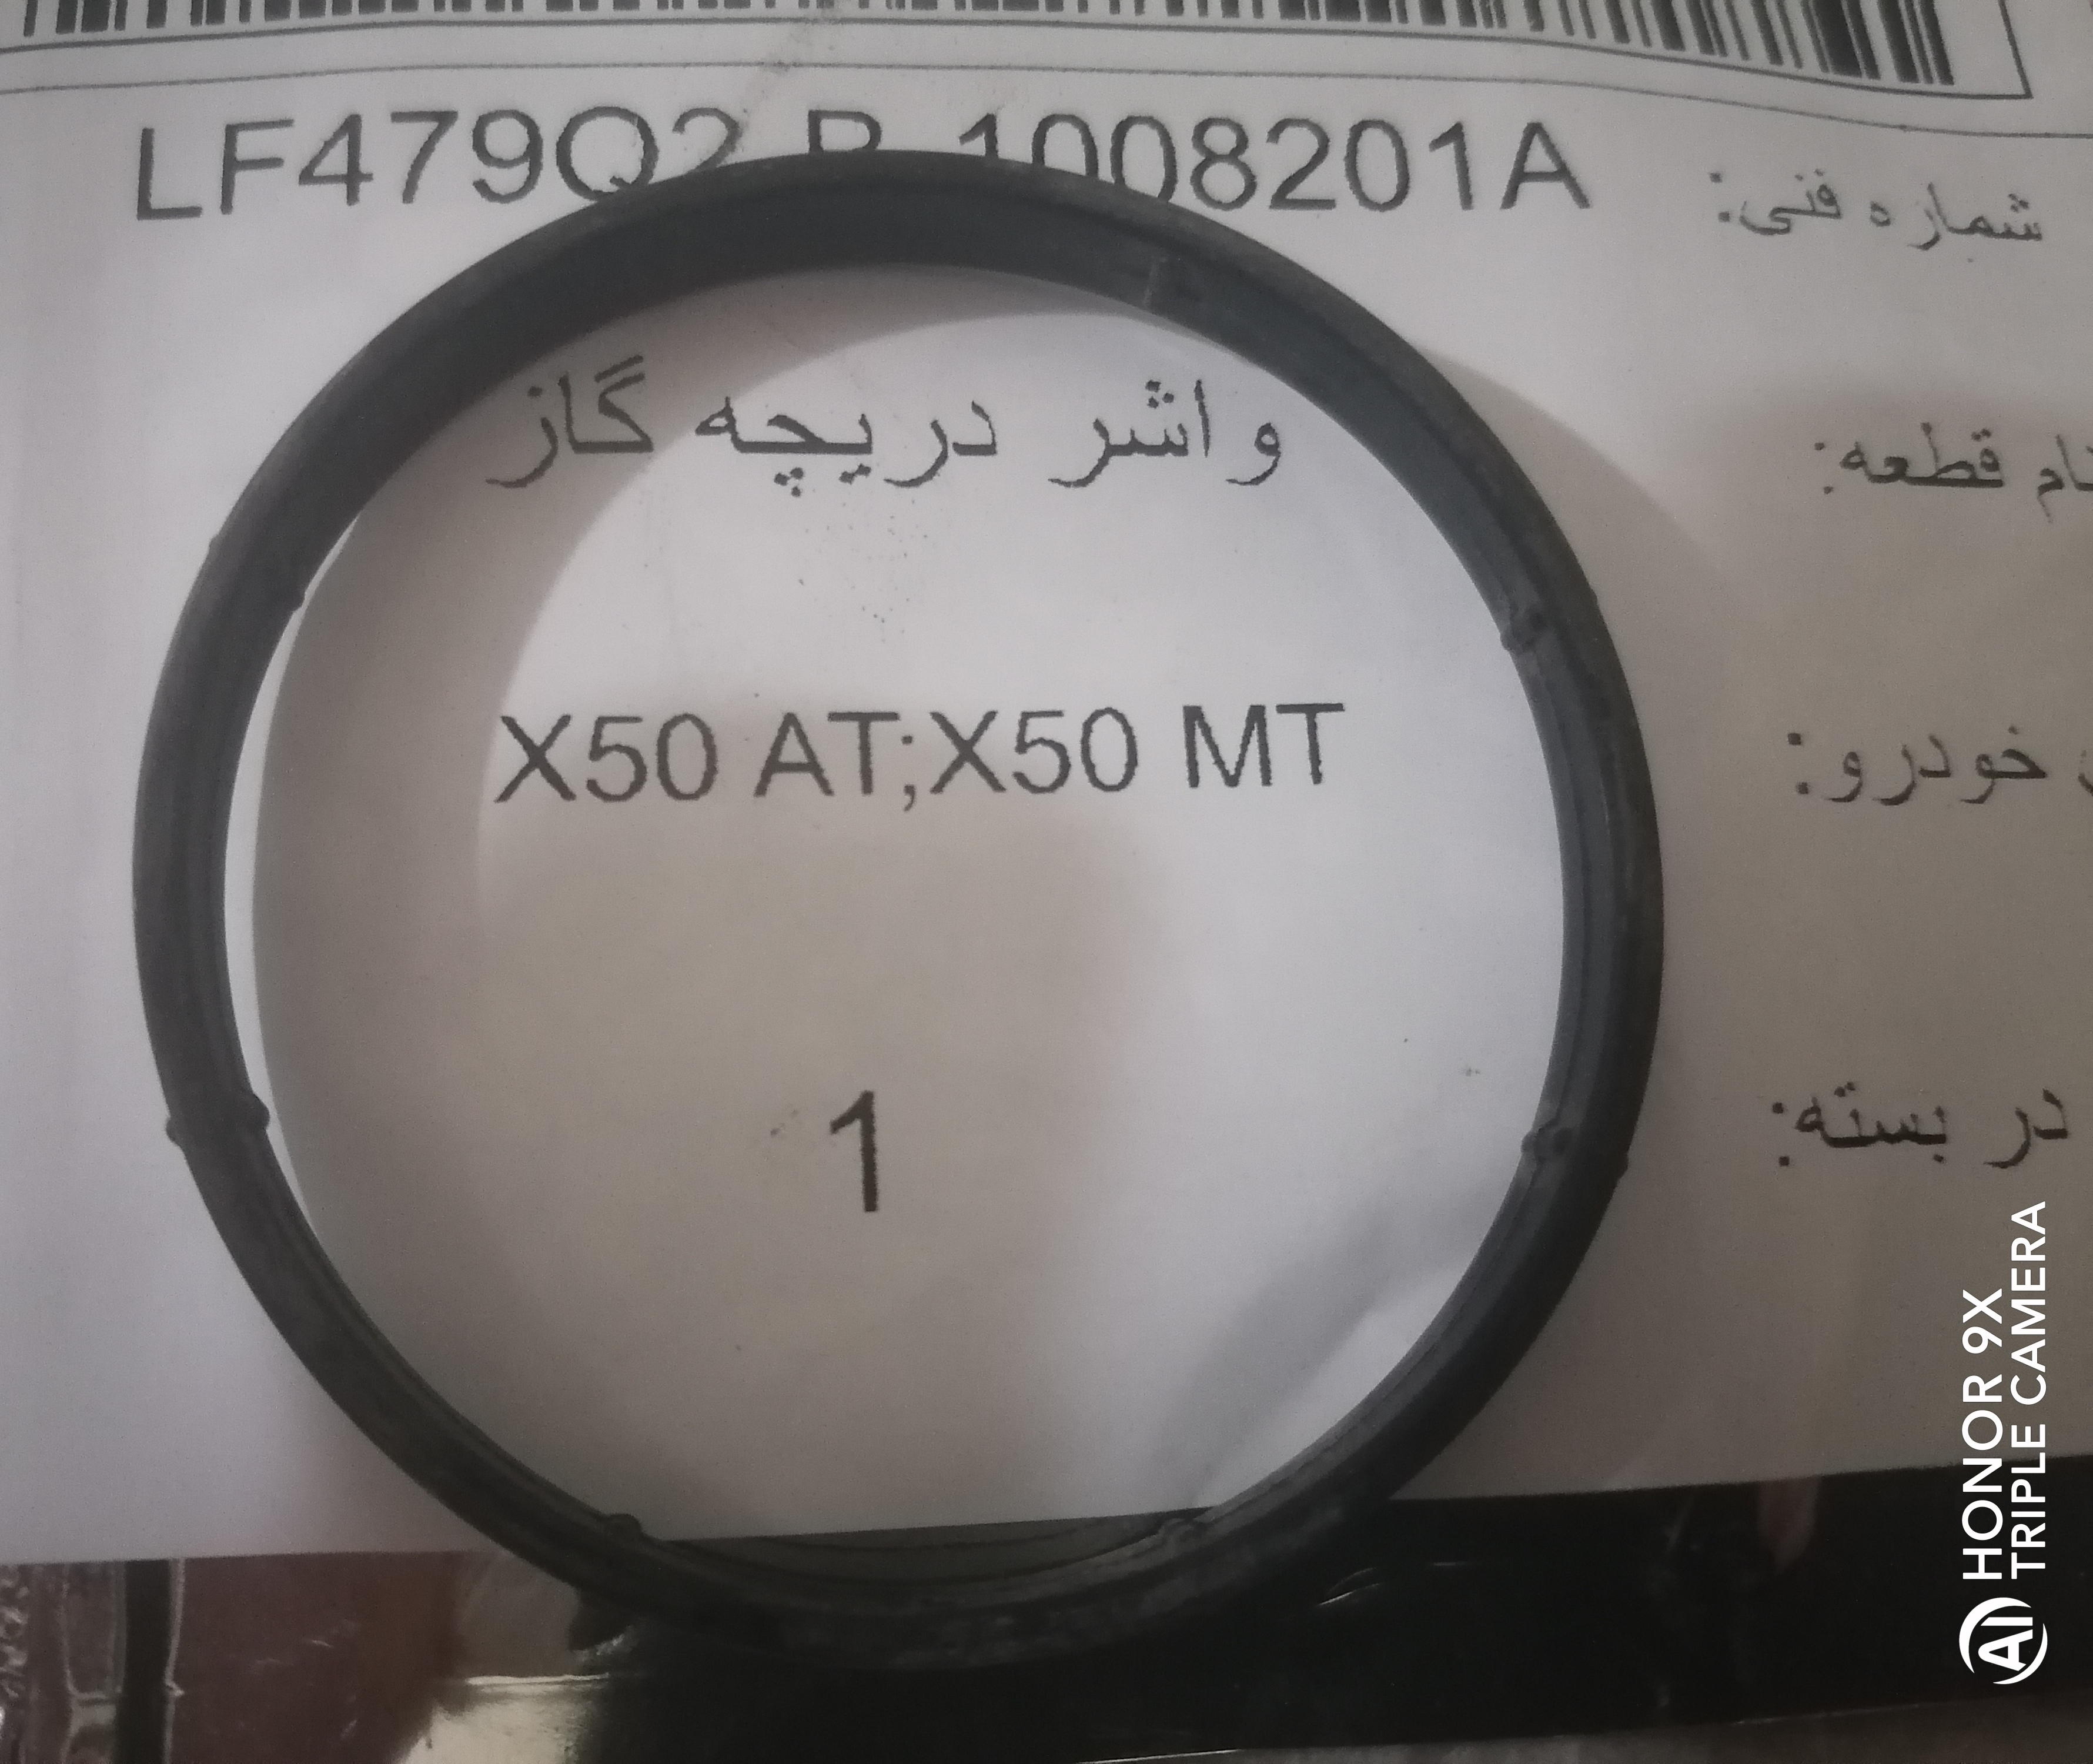 LF479Q2-B-1008201A شماره فنی:
واشر دریچه گاز نام قطعه:
X50 AT;X50 MT خودرو:
1 در بسته:
HONOR 9X
TRIPLE CAMERA
AI